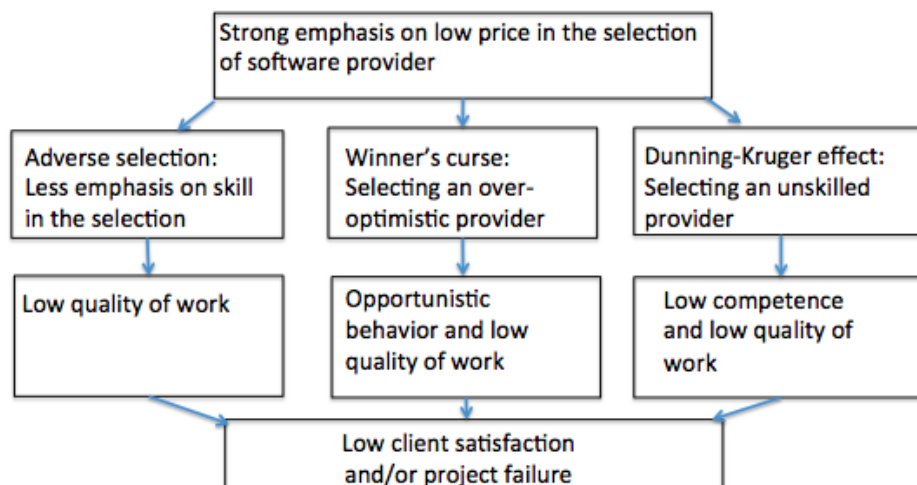 Strong emphasis on low price in the selection
of software provider
Adverse selection:
Less emphasis on skill
in the selection
Winner's curse:
Selecting an over-
optimistic provider
Dunning-Kruger effect:
Selecting an unskilled
provider
Low quality of work
Opportunistic
behavior and low
quality of work
Low competence
and low quality of
work
Low client satisfaction
and/or project failure